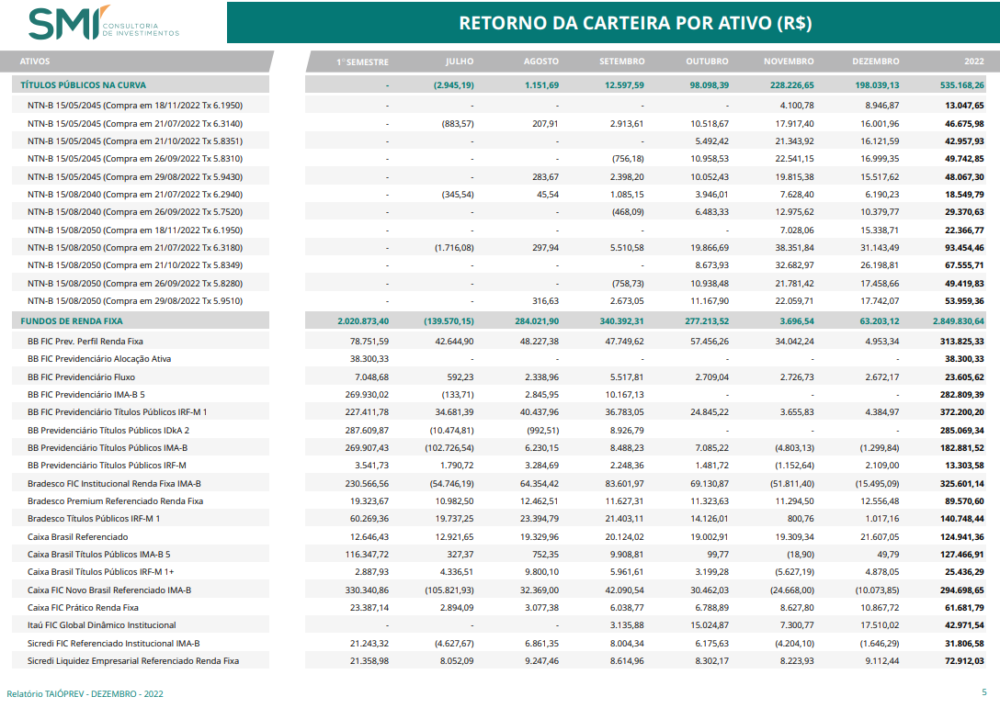 SMI CONSULTORIA DE INVESTIMENTOS
RETORNO DA CARTEIRA POR ATIVO (R$)
ATIVOS 1º SEMESTRE JULHO AGOSTO SETEMBRO OUTUBRO NOVEMBRO DEZEMBRO 2022
TÍTULOS PÚBLICOS NA CURVA - (2.945,19) 1.151,69 12.597,59 98.098,39 228.226,65 198.039,13 535.168,26
NTN-B 15/05/2045 (Compra em 18/11/2022 Tx 6.1950) - - - - - 4.100,78 8.946,87 13.047,65
NTN-B 15/05/2045 (Compra em 21/07/2022 Tx 6.3140) - (883,57) 207,91 2.913,61 10.518,67 17.917,40 16.001,96 46.675,98
NTN-B 15/05/2045 (Compra em 21/10/2022 Tx 5.8351) - - - - 5.492,42 21.343,92 16.121,59 42.957,93
NTN-B 15/05/2045 (Compra em 26/09/2022 Tx 5.8310) - - - (756,18) 10.958,53 22.541,15 16.999,35 49.742,85
NTN-B 15/05/2045 (Compra em 29/08/2022 Tx 5.9430) - - 283,67 2.398,20 10.052,43 19.815,38 15.517,62 48.067,30
NTN-B 15/08/2040 (Compra em 21/07/2022 Tx 6.2940) - (345,54) 45,54 1.085,15 3.946,01 7.628,40 6.190,23 18.549,79
NTN-B 15/08/2040 (Compra em 26/09/2022 Tx 5.7520) - - - (468,09) 6.483,33 12.975,62 10.379,77 29.370,63
NTN-B 15/08/2050 (Compra em 18/11/2022 Tx 6.1950) - - - - - 7.028,06 15.338,71 22.366,77
NTN-B 15/08/2050 (Compra em 21/07/2022 Tx 6.3180) - (1.716,08) 297,94 5.510,58 19.866,69 38.351,84 31.143,49 93.454,46
NTN-B 15/08/2050 (Compra em 21/10/2022 Tx 5.8349) - - - - 8.673,93 32.682,97 26.198,81 67.555,71
NTN-B 15/08/2050 (Compra em 26/09/2022 Tx 5.8280) - - - (758,73) 10.938,48 21.781,42 17.458,66 49.419,83
NTN-B 15/08/2050 (Compra em 29/08/2022 Tx 5.9510) - - 316,63 2.673,05 11.167,90 22.059,71 17.742,07 53.959,36
FUNDOS DE RENDA FIXA 2.020.873,40 (139.570,15) 284.021,90 340.392,31 277.213,52 3.696,54 63.203,12 2.849.830,64
BB FIC Prev. Perfil Renda Fixa 78.751,59 42.644,90 48.227,38 47.749,62 57.456,26 34.042,24 4.953,34 313.825,33
BB FIC Previdenciário Alocação Ativa 38.300,33 - - - - - - 38.300,33
BB FIC Previdenciário Fluxo 7.048,68 592,23 2.338,96 5.517,81 2.709,04 2.726,73 2.672,17 23.605,62
BB FIC Previdenciário IMA-B 5 269.930,02 (133,71) 2.845,95 10.167,13 - - - 282.809,39
BB FIC Previdenciário Títulos Públicos IRF-M 1 227.411,78 34.681,39 40.437,96 36.783,05 24.845,22 3.655,83 4.384,97 372.200,20
BB Previdenciário Títulos Públicos IDkA 2 287.609,87 (10.474,81) (992,51) 8.926,79 - - - 285.069,34
BB Previdenciário Títulos Públicos IMA-B 269.907,43 (102.726,54) 6.230,15 8.488,23 7.085,22 (4.803,13) (1.299,84) 182.881,52
BB Previdenciário Títulos Públicos IRF-M 3.541,73 1.790,72 3.284,69 2.248,36 1.481,72 (1.152,64) 2.109,00 13.303,58
Bradesco FIC Institucional Renda Fixa IMA-B 230.566,56 (54.746,19) 64.354,42 83.601,97 69.130,87 (51.811,40) (15.495,09) 325.601,14
Bradesco Premium Referenciado Renda Fixa 19.323,67 10.982,50 12.462,51 11.627,31 11.323,63 11.294,50 12.556,48 89.570,60
Bradesco Títulos Públicos IRF-M 1 60.269,36 19.737,25 23.394,79 21.403,11 14.126,01 800,76 1.017,16 140.748,44
Caixa Brasil Referenciado 12.646,43 12.921,65 19.329,96 20.124,02 19.002,91 19.309,34 21.607,05 124.941,36
Caixa Brasil Títulos Públicos IMA-B 5 116.347,72 327,37 752,35 9.908,81 99,77 (18,90) 49,79 127.466,91
Caixa Brasil Títulos Públicos IRF-M 1+ 2.887,93 4.336,51 9.800,10 5.961,61 3.199,28 (5.627,19) 4.878,05 25.436,29
Caixa FIC Novo Brasil Referenciado IMA-B 330.340,86 (105.821,93) 32.369,00 42.090,54 30.462,03 (24.668,00) (10.073,85) 294.698,65
Caixa FIC Prático Renda Fixa 23.387,14 2.894,09 3.077,38 6.038,77 6.788,89 8.627,80 10.867,72 61.681,79
Itaú FIC Global Dinâmico Institucional - - - 3.135,88 15.024,87 7.300,77 17.510,02 42.971,54
Sicredi FIC Referenciado Institucional IMA-B 21.243,32 (4.627,67) 6.861,35 8.004,34 6.175,63 (4.204,10) (1.646,29) 31.806,58
Sicredi Liquidez Empresarial Referenciado Renda Fixa 21.358,98 8.052,09 9.247,46 8.614,96 8.302,17 8.223,93 9.112,44 72.912,03
Relatório TAIÓPREV - DEZEMBRO - 2022 5